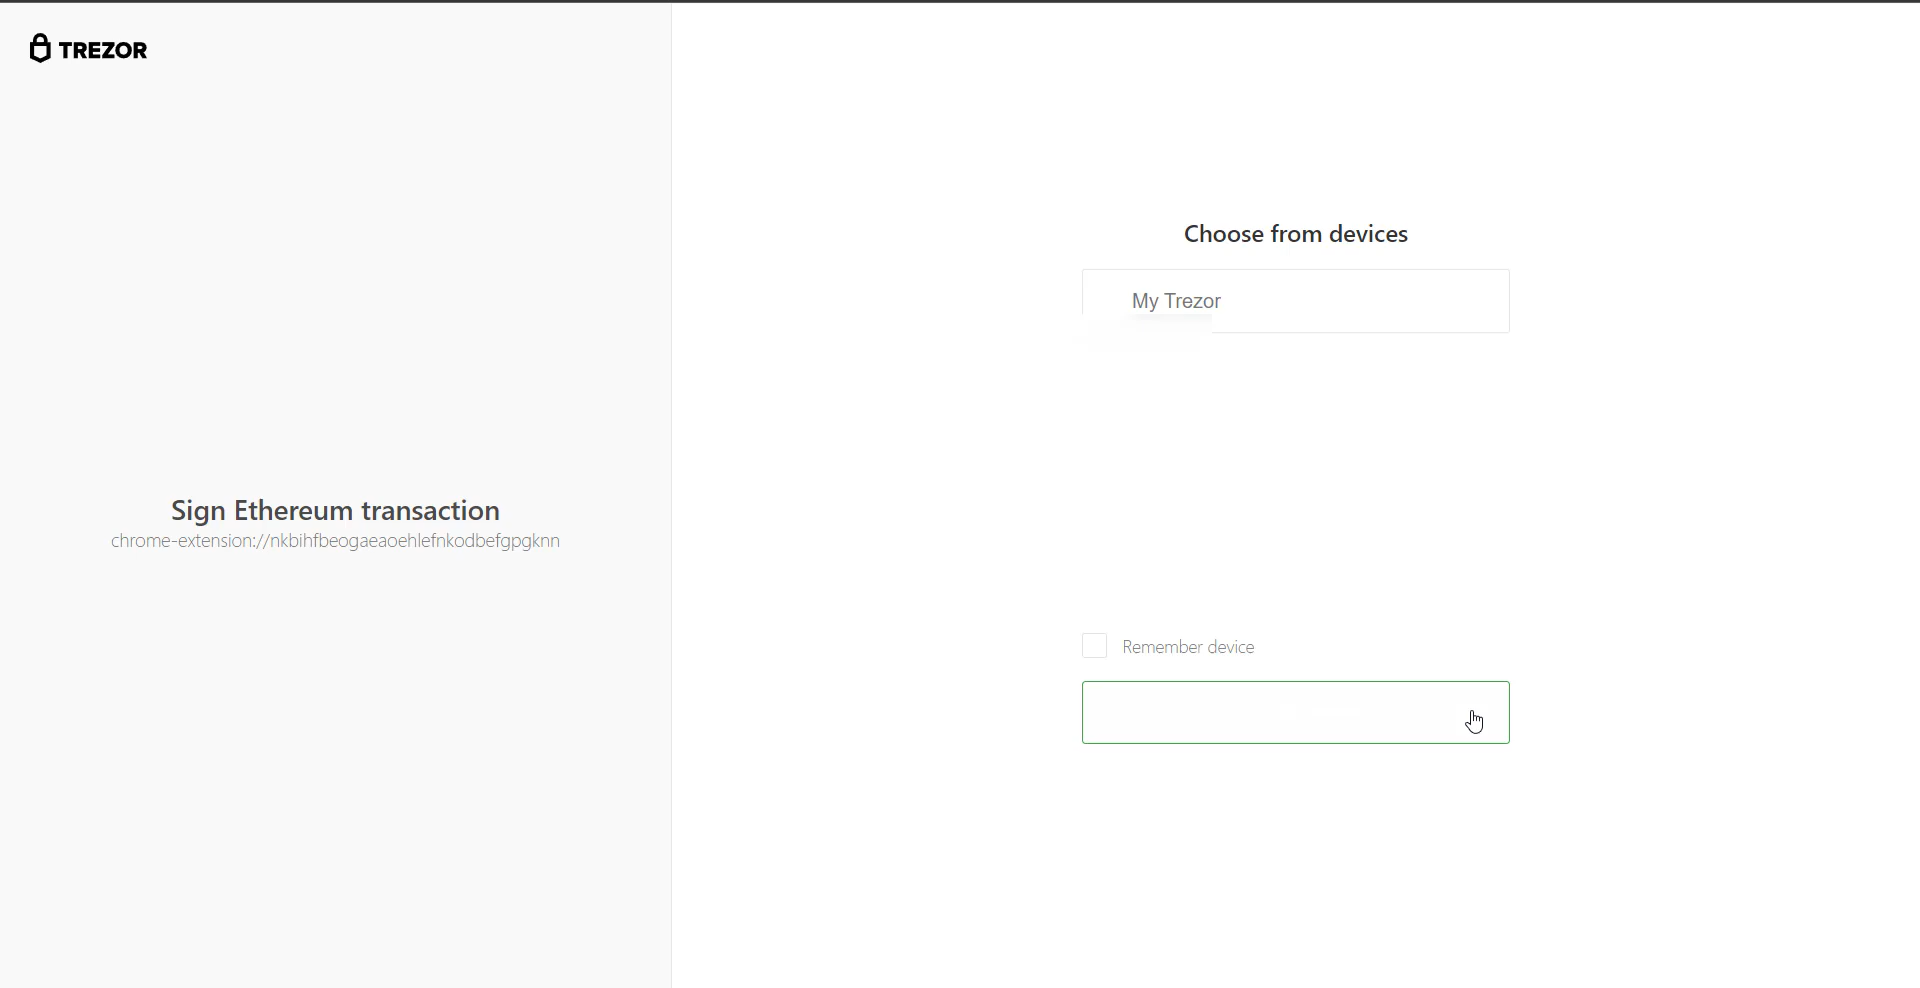 TREZOR
Sign Ethereum transaction
chrome-extension://nkbihfbeogaeaoehlefnkodbefgpgknn
Choose from devices
My Trezor
Remember device